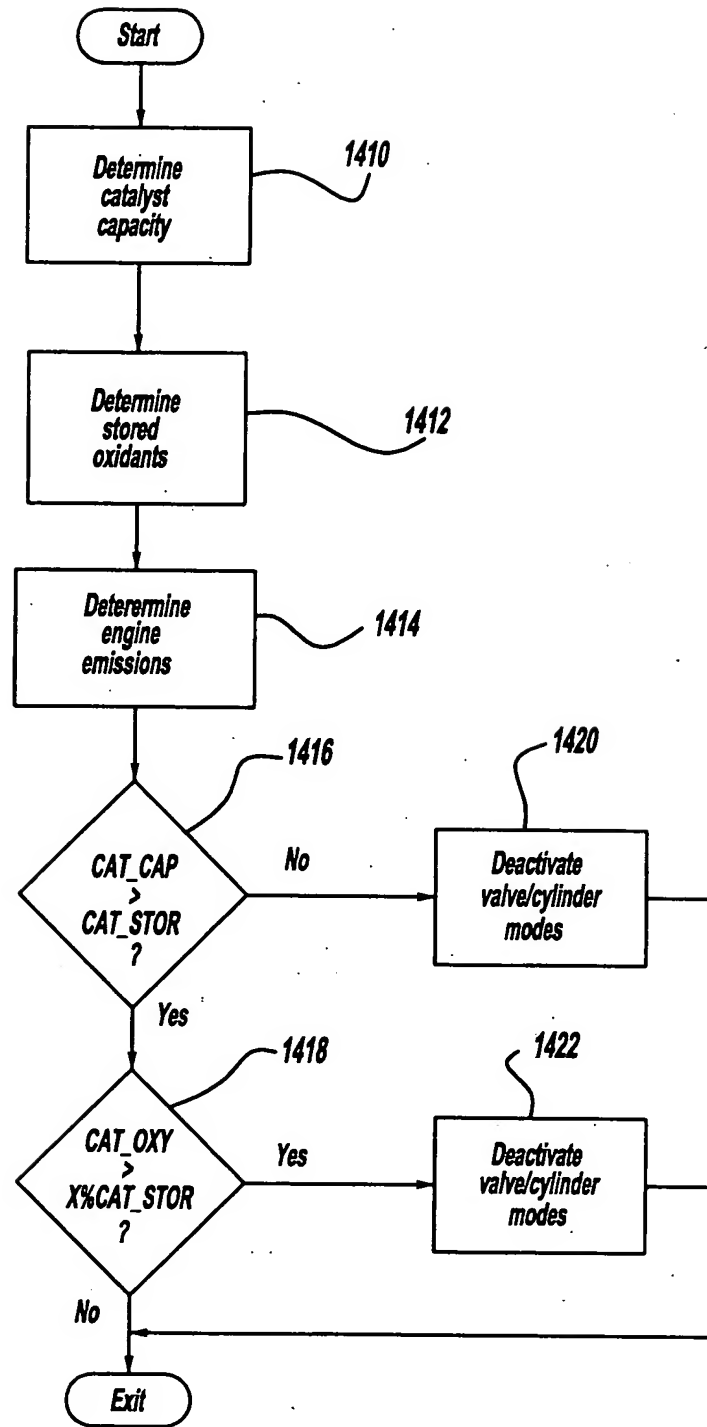 Start
Determine
catalyst
capacity
1410
Determine
stored
oxidants
1412
Deterermine
engine
emissions
1414
1416
CAT_CAP
>
CAT_STOR
?
No
1420
Deactivate
valve/cylinder
modes
Yes
1418
CAT_OXY
>
X%CAT_STOR
?
Yes
1422
Deactivate
valve/cylinder
modes
No
Exit